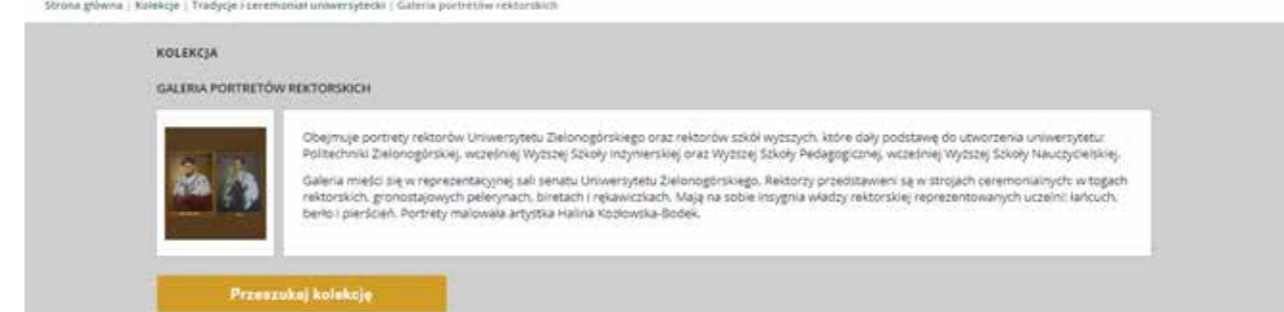 Strona główna | Kolekcje | Tradycje i ceremoniał uniwersytecki | Galeria portretów rektorskich
KOLEKCJA
GALERIA PORTRETÓW REKTORSKICH
Obejmuje portrety rektorów Uniwersytetu Zielonogórskiego oraz rektorów szkół wyższych, które dały podstawę do utworzenia uniwersytetu:
Politechniki Zielonogórskiej, wcześniej Wyższej Szkoły Inżynierskiej oraz Wyższej Szkoły Pedagogicznej, wcześniej Wyższej Szkoły Nauczycielskiej.
Galeria mieści się w reprezentacyjnej sali senatu Uniwersytetu Zielonogórskiego. Rektorzy przedstawieni są w strojach ceremonialnych: w togach
rektorskich, gronostajowych pelerynach, biretach i rękawiczkach. Mają na sobie insygnia władzy rektorskiej reprezentowanych uczelni: łańcuch,
berło i pierścień. Portrety malowała artystka Halina Kozłowska-Bodek.
Przeszukaj kolekcję